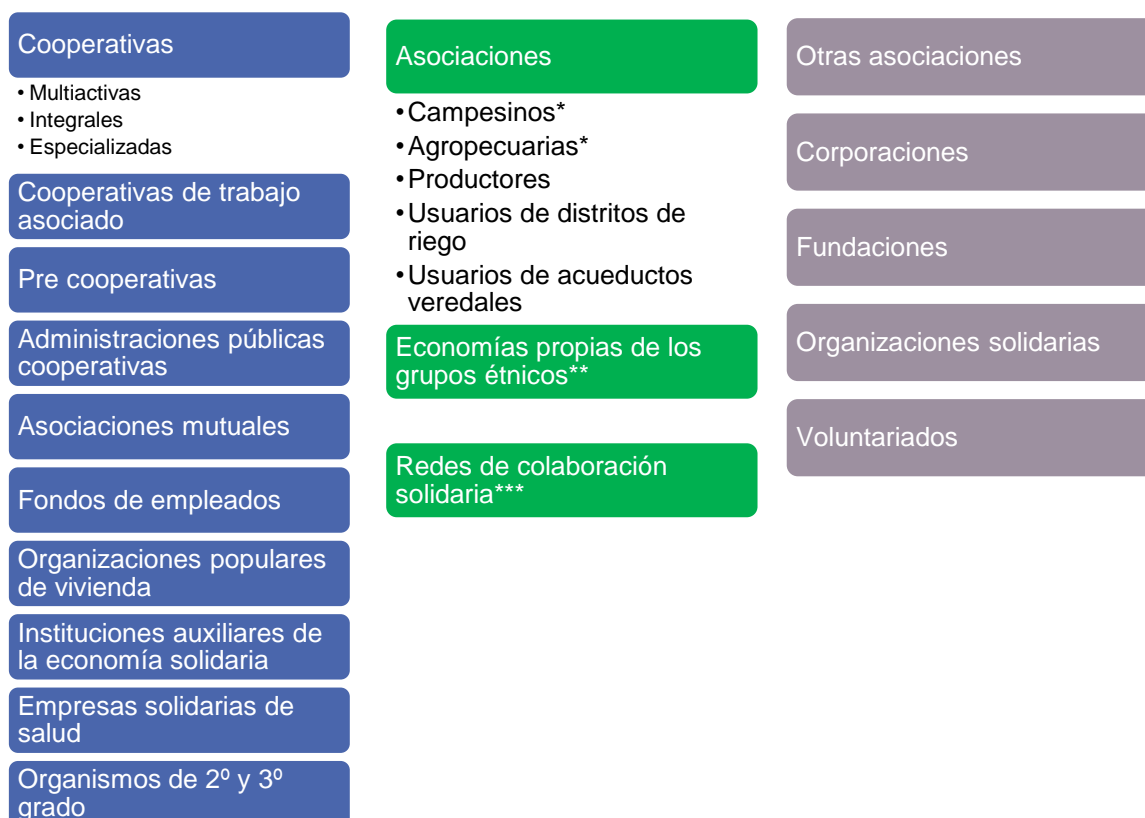 Cooperativas
• Multiactivas
• Integrales
• Especializadas
Cooperativas de trabajo
asociado
Pre cooperativas
Administraciones públicas
cooperativas
Asociaciones mutuales
Fondos de empleados
Organizaciones populares
de vivienda
Instituciones auxiliares de
la economía solidaria
Empresas solidarias de
salud
Organismos de 2º y 3º
grado
Asociaciones
•Campesinos*
•Agropecuarias*
•Productores
•Usuarios de distritos de
riego
•Usuarios de acueductos
veredales
Economías propias de los
grupos étnicos**
Redes de colaboración
solidaria***
Otras asociaciones
Corporaciones
Fundaciones
Organizaciones solidarias
Voluntariados